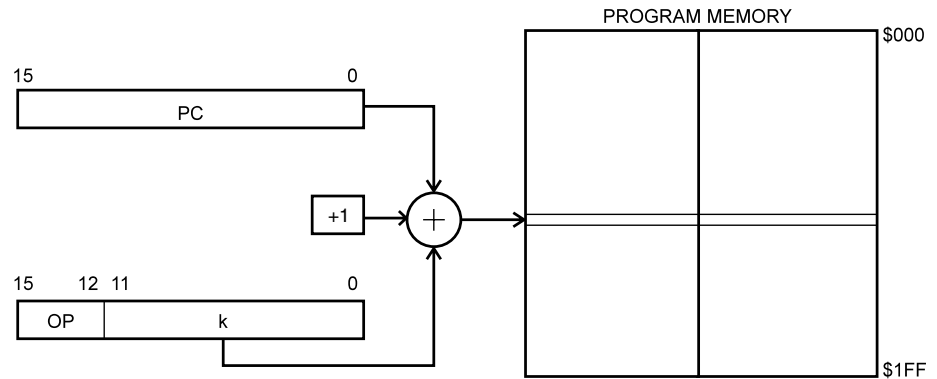 PROGRAM MEMORY
$000
15 0
PC
+1
15 12 11 0
OP k
$1FF